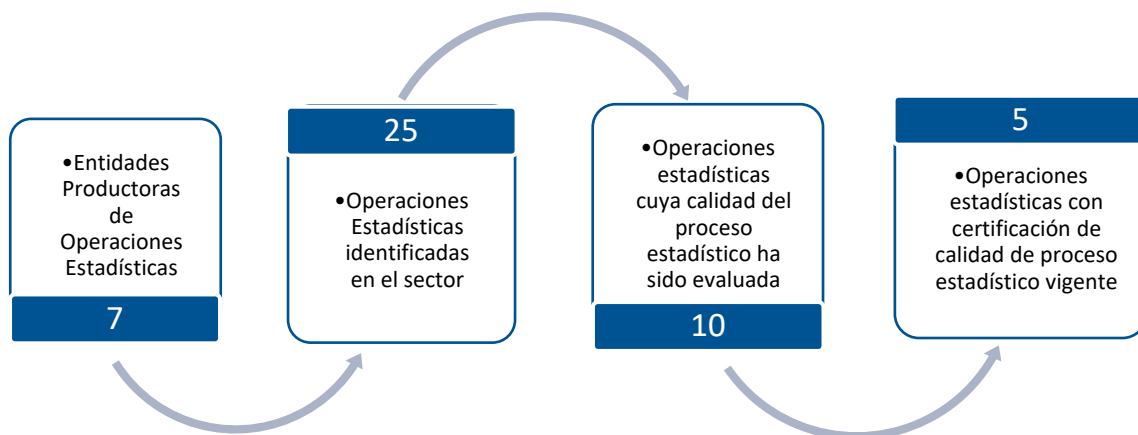 •Entidades
Productoras
de
Operaciones
Estadísticas
7
25
•Operaciones
Estadísticas
identificadas
en el sector
•Operaciones
estadísticas
cuya calidad del
proceso
estadístico ha
sido evaluada
10
5
•Operaciones
estadísticas con
certificación de
calidad de proceso
estadístico vigente